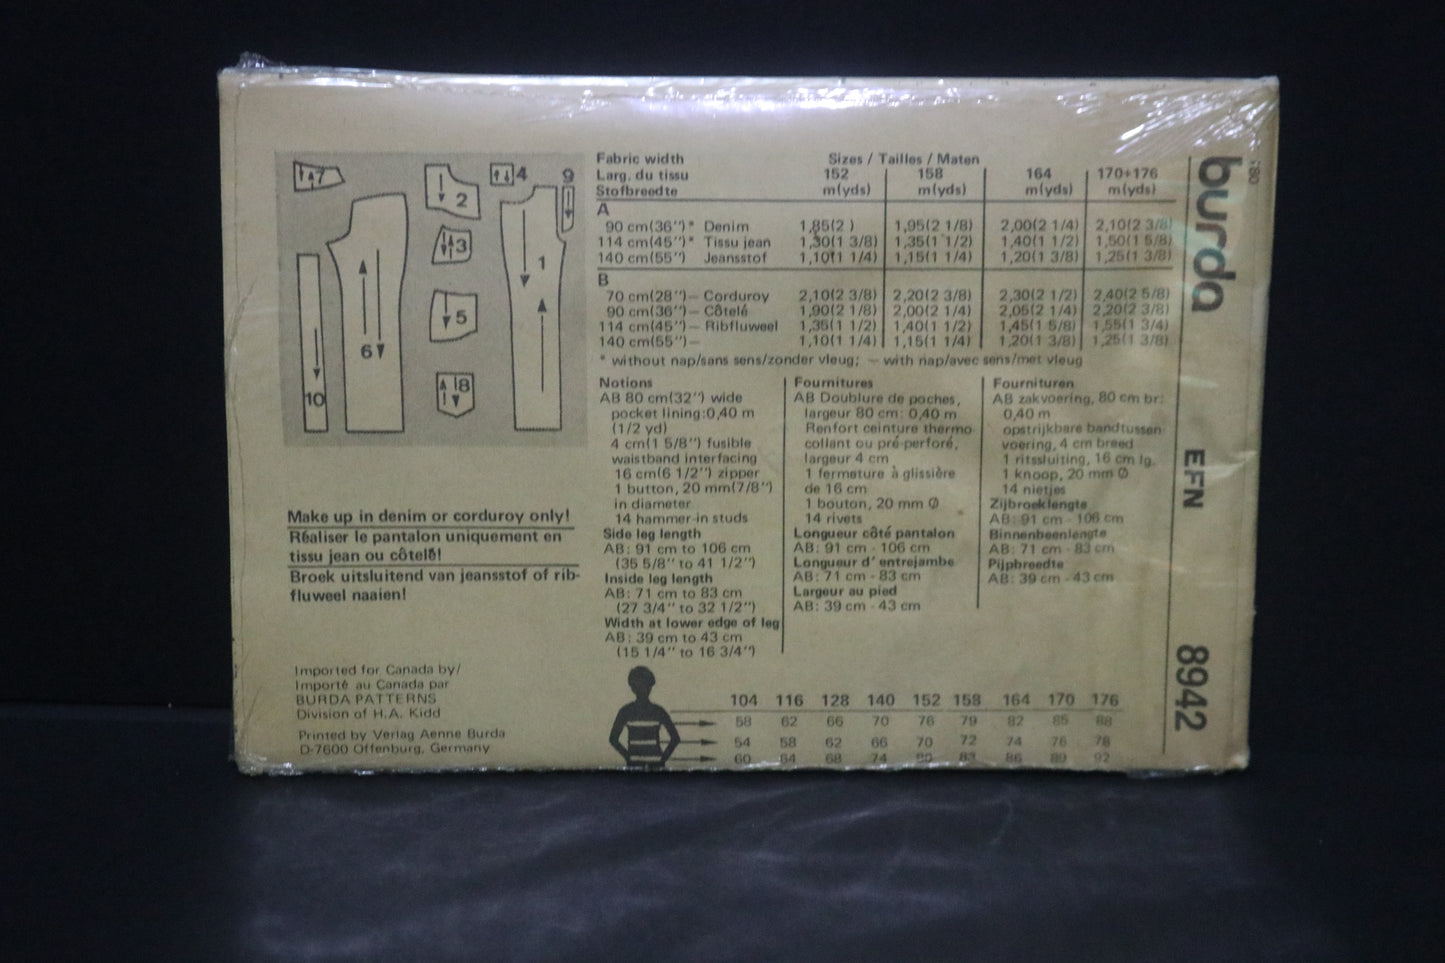 7
2
4
9
3
1
5
6
8
10
Fabric width Sizes / Tailles / Maten
Larg. du tissu 152 158 164 170+176
Stofbreedte m(yds) m(yds) m(yds) m(yds)
A
90 cm(36")* Denim 1,85(2 ) 1,95(2 1/8) 2,00(2 1/4) 2,10(2 3/8)
114 cm(45")* Tissu jean 1,30(1 3/8) 1,35(1 1/2) 1,40(1 1/2) 1,50(1 5/8)
140 cm(55") Jeansstof 1,10(1 1/4) 1,15(1 1/4) 1,20(1 3/8) 1,25(1 3/8)
B
70 cm(28")— Corduroy 2,10(2 3/8) 2,20(2 3/8) 2,30(2 1/2) 2,40(2 5/8)
90 cm(36")— Côtelé 1,90(2 1/8) 2,00(2 1/4) 2,05(2 1/4) 2,20(2 3/8)
114 cm(45")— Ribfluweel 1,35(1 1/2) 1,40(1 1/2) 1,45(1 5/8) 1,55(1 3/4)
140 cm(55")— 1,10(1 1/4) 1,15(1 1/4) 1,20(1 3/8) 1,25(1 3/8)
* without nap/sans sens/zonder vleug; — with nap/avec sens/met vleug
Notions
AB 80 cm(32") wide
pocket lining:0,40 m
(1/2 yd)
4 cm(1 5/8") fusible
waistband interfacing
16 cm(6 1/2") zipper
1 button, 20 mm(7/8")
in diameter
14 hammer-in studs
Side leg length
AB: 91 cm to 106 cm
(35 5/8" to 41 1/2")
Inside leg length
AB: 71 cm to 83 cm
(27 3/4" to 32 1/2")
Width at lower edge of leg
AB: 39 cm to 43 cm
(15 1/4" to 16 3/4")
Fournitures
AB Doublure de poches,
largeur 80 cm: 0,40 m
Renfort ceinture thermo
collant ou pré-perforé,
largeur 4 cm
1 fermeture à glissière
de 16 cm
1 bouton, 20 mm Ø
14 rivets
Longueur côté pantalon
AB: 91 cm - 106 cm
Longueur d'entrejambe
AB: 71 cm - 83 cm
Largeur au pied
AB: 39 cm - 43 cm
Fournituren
AB zakvoering, 80 cm br:
0,40 m
opstrijkbare bandtussen
voering, 4 cm breed
1 ritssluiting, 16 cm lg.
1 knoop, 20 mm Ø
14 nietjes
Zijbroeklengte
AB: 91 cm - 106 cm
Binnenbeenlengte
AB: 71 cm - 83 cm
Pijpbreedte
AB: 39 cm - 43 cm
Make up in denim or corduroy only!
Réaliser le pantalon uniquement en
tissu jean ou côtelé!
Broek uitsluitend van jeansstof of rib-
fluweel naaien!
Imported for Canada by/
Importé au Canada par
BURDA PATTERNS
Division of H.A. Kidd
Printed by Verlag Aenne Burda
D-7600 Offenburg, Germany
104 116 128 140 152 158 164 170 176
58 62 66 70 76 79 82 85 88
54 58 62 66 70 72 74 76 78
60 64 68 74 80 83 86 89 92
burda
EFN
8942